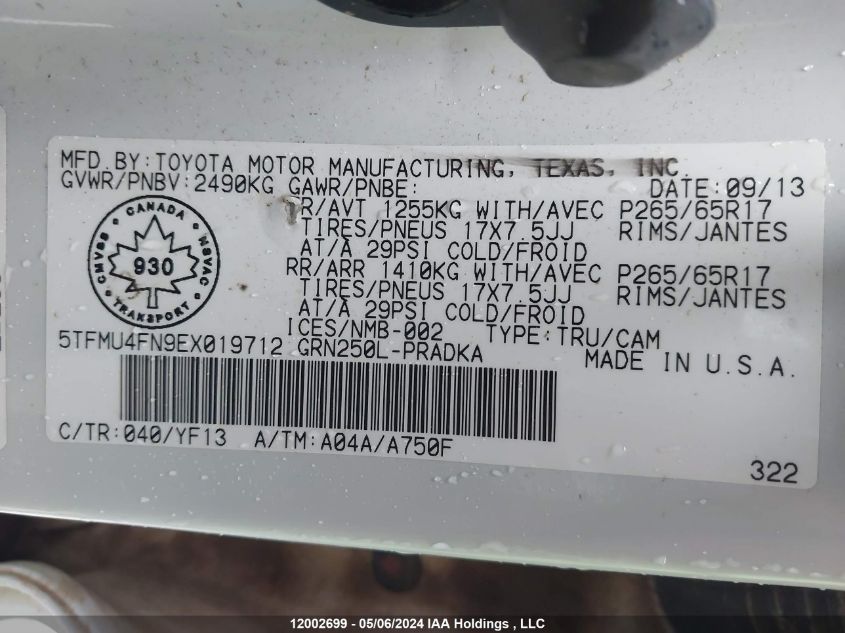 MFD.BY:TOYOTA MOTOR MANUFACTURING, TEXAS, INC
GVWR/PNBV:2490KG GAWR/PNBE: DATE:09/13
R/AVT 1255KG WITH/AVEC P265/65R17
TIRES/PNEUS 17X7.5JJ RIMS/JANTES
AT/A 29PSI COLD/FROID
RR/ARR 1410KG WITH/AVEC P265/65R17
TIRES/PNEUS 17X7.5JJ RIMS/JANTES
AT/A 29PSI COLD/FROID
ICES/NMB-002 TYPE:TRU/CAM
CANADA
CMVSS 930 NSVAC
TRANSPORT
5TFMU4FN9EX019712 GRN250L-PRADKA MADE IN U.S.A.
C/TR:040/YF13 A/TM:A04A/A750F
322
12002699 - 05/06/2024 IAA Holdings , LLC